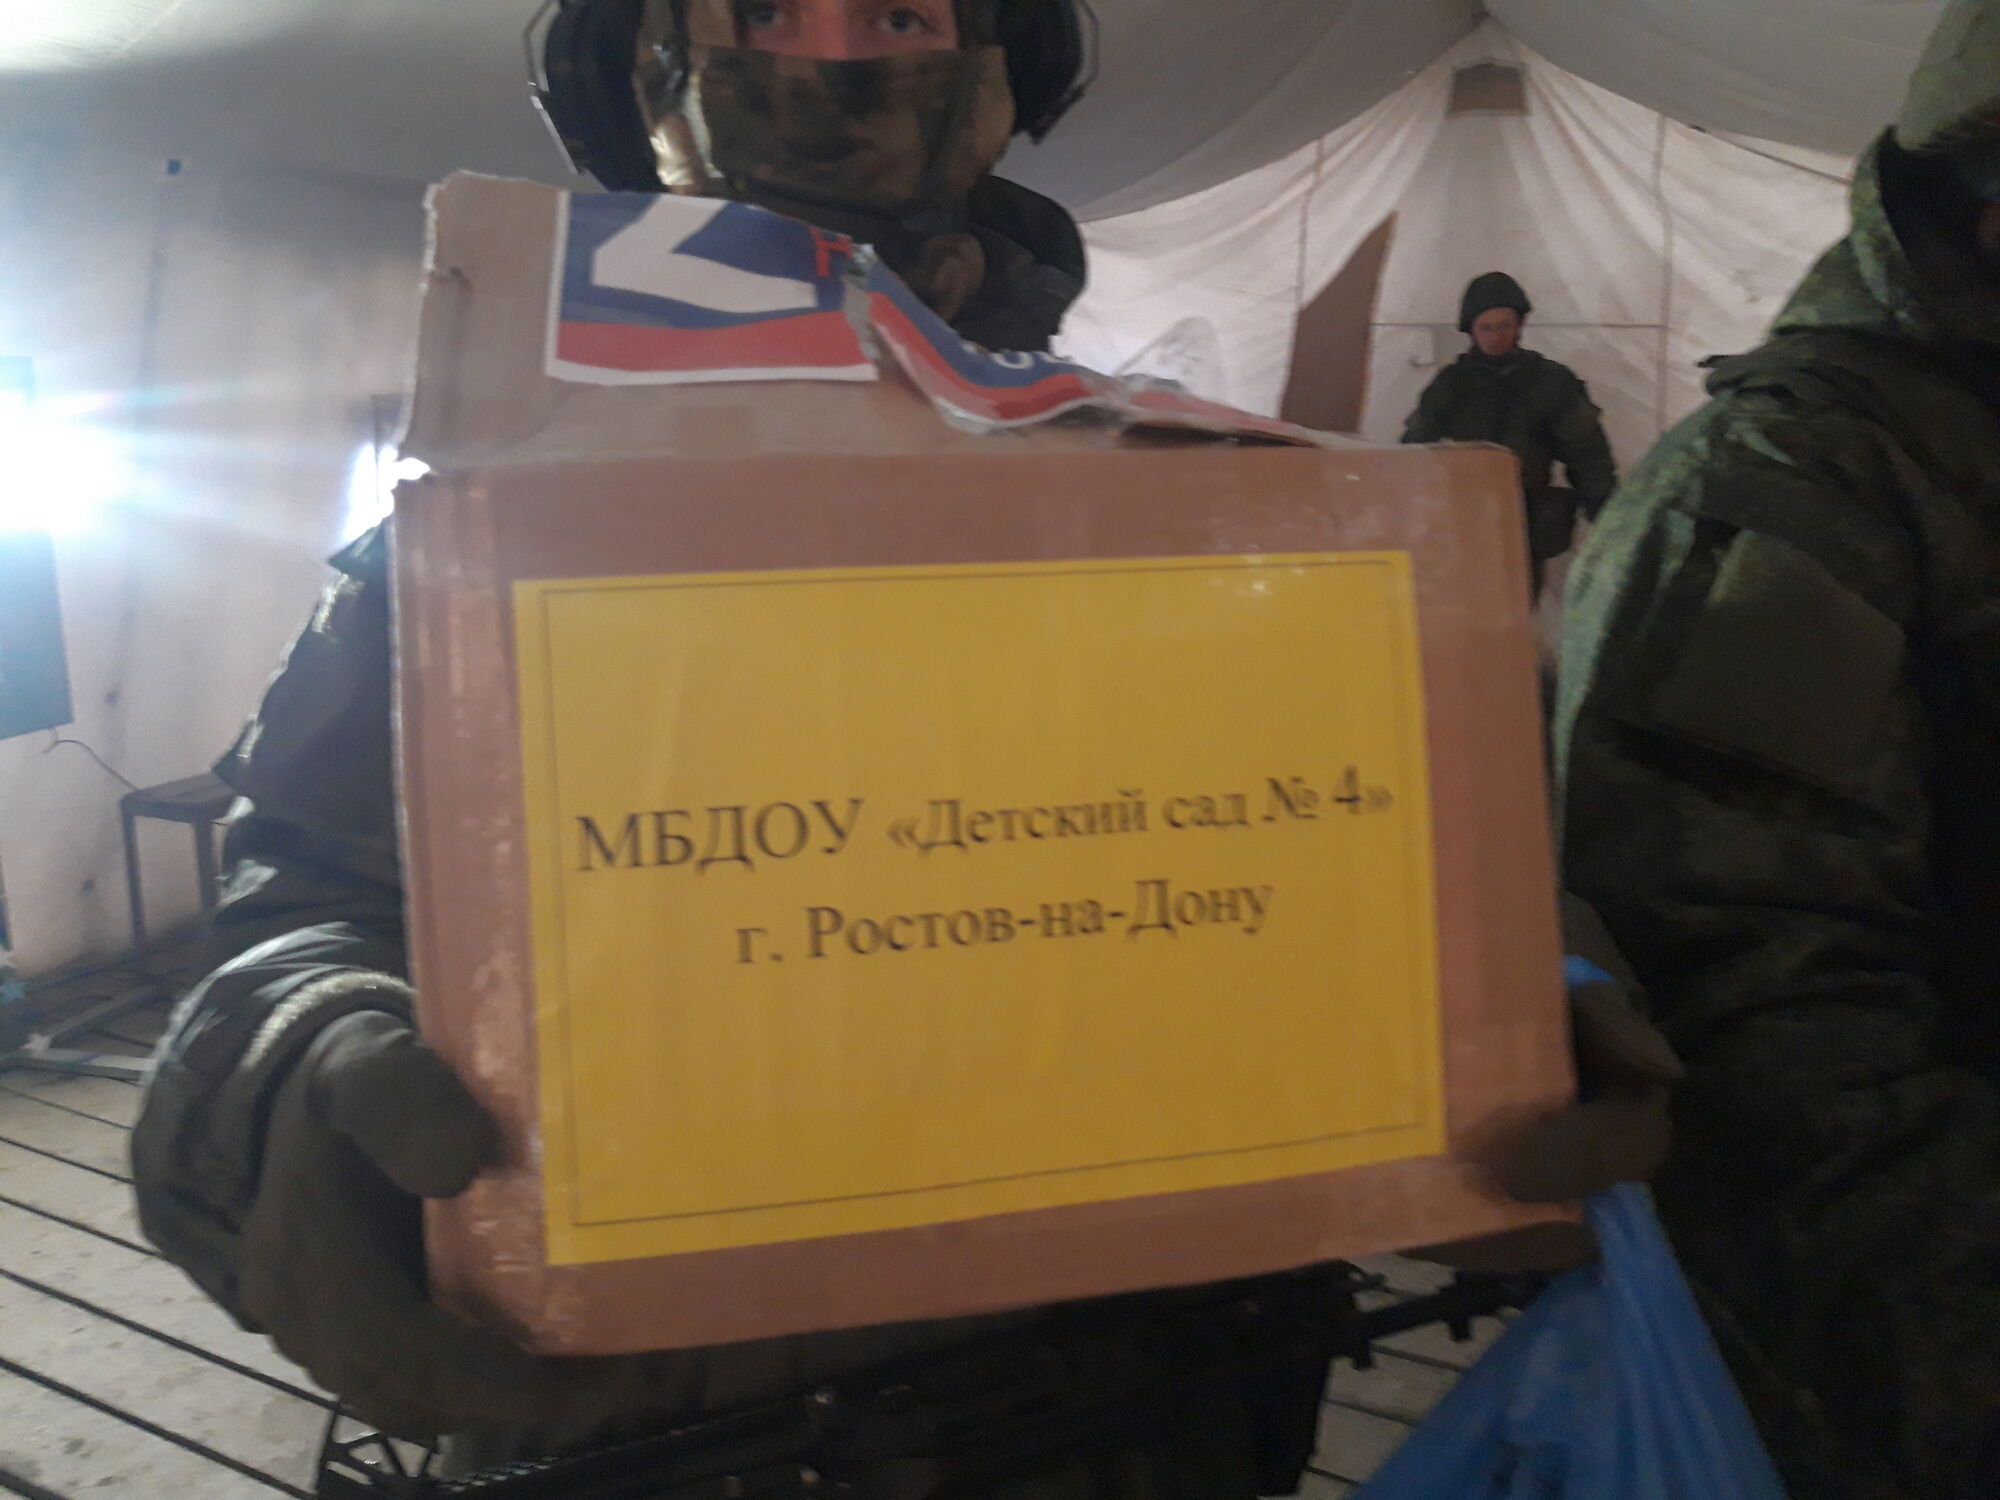 Z
МБДОУ «Детский сад № 4»
г. Ростов-на-Дону